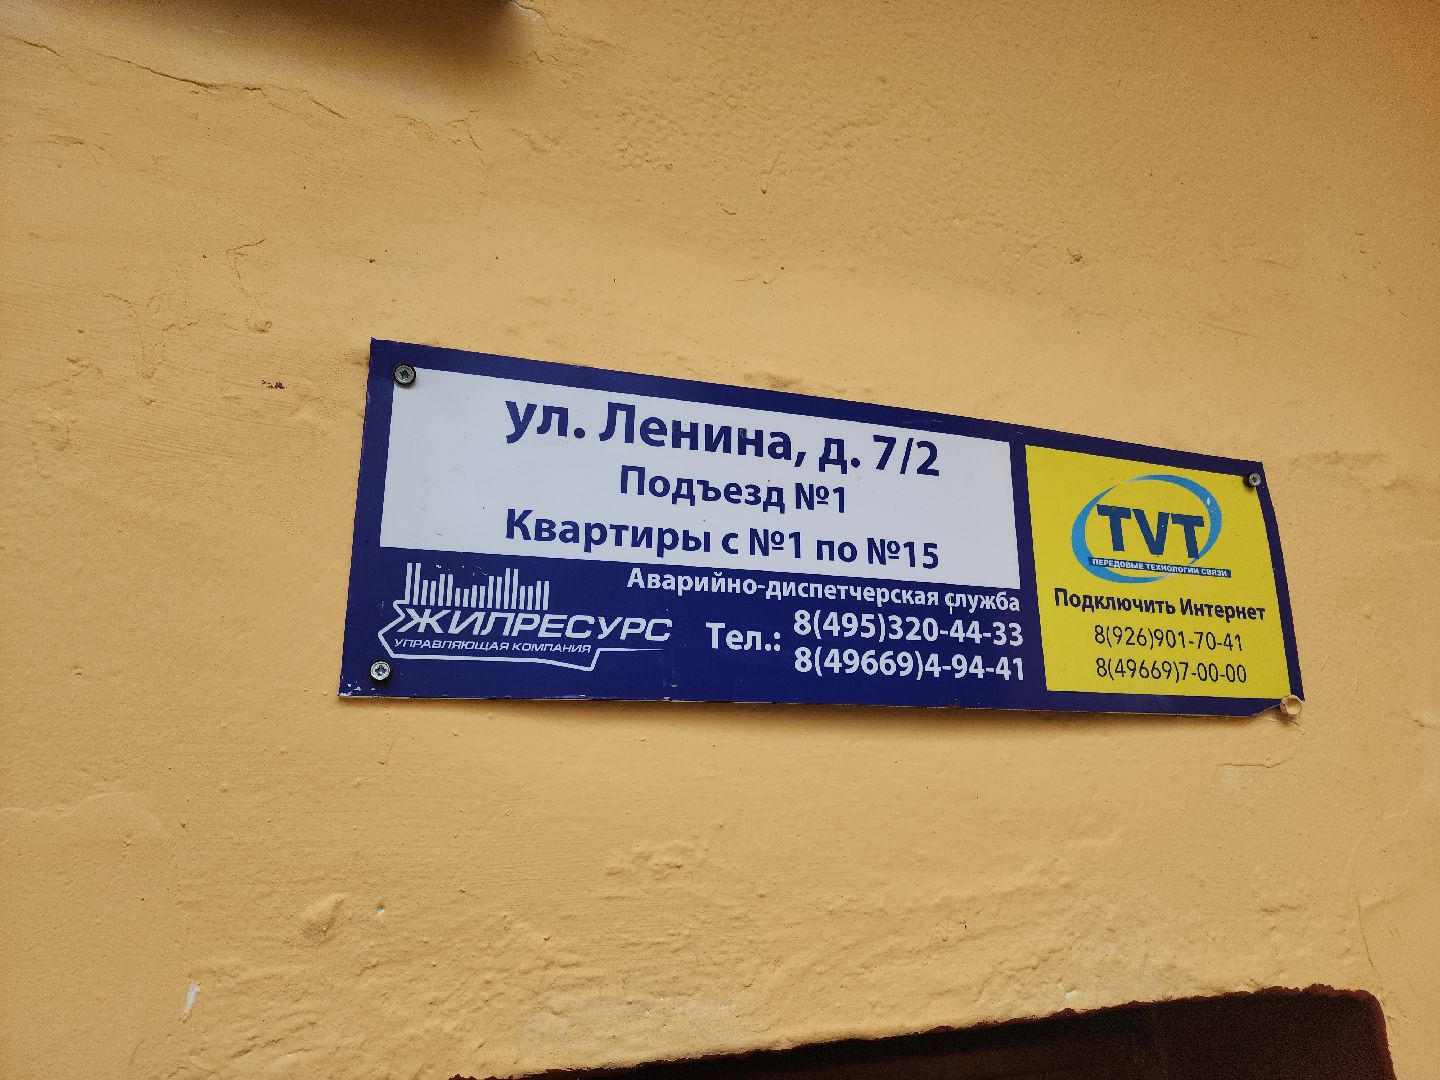 ул. Ленина, д. 7/2
Подъезд №1
Квартиры с №1 по №15
ЖИЛРЕСУРС
УПРАВЛЯЮЩАЯ КОМПАНИЯ
Аварийно-диспетчерская служба
Тел.: 8(495)320-44-33
8(49669)4-94-41
TVT
ПЕРЕДОВЫЕ ТЕХНОЛОГИИ СВЯЗИ
Подключить Интернет
8(926)901-70-41
8(49669)7-00-00